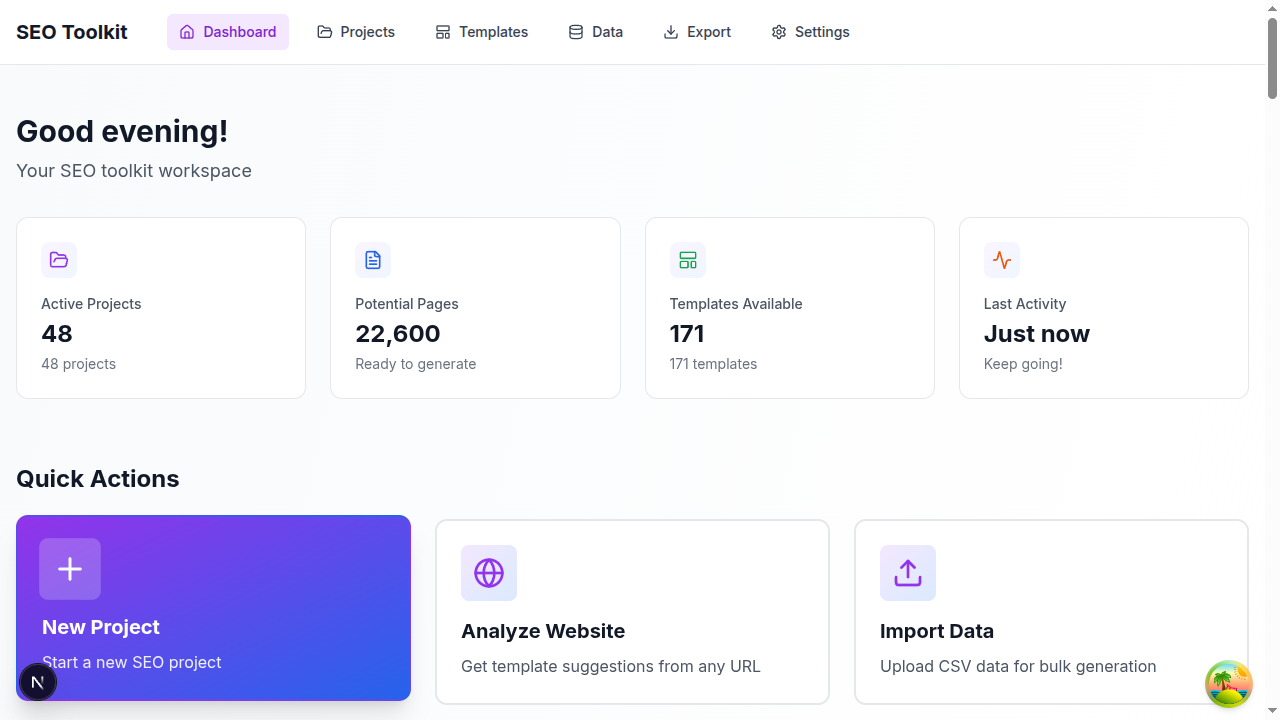 SEO Toolkit
Dashboard
Projects
Templates
Data
Export
Settings
Good evening!
Your SEO toolkit workspace
Active Projects
48
48 projects
Potential Pages
22,600
Ready to generate
Templates Available
171
171 templates
Last Activity
Just now
Keep going!
Quick Actions
New Project
Start a new SEO project
Analyze Website
Get template suggestions from any URL
Import Data
Upload CSV data for bulk generation
N